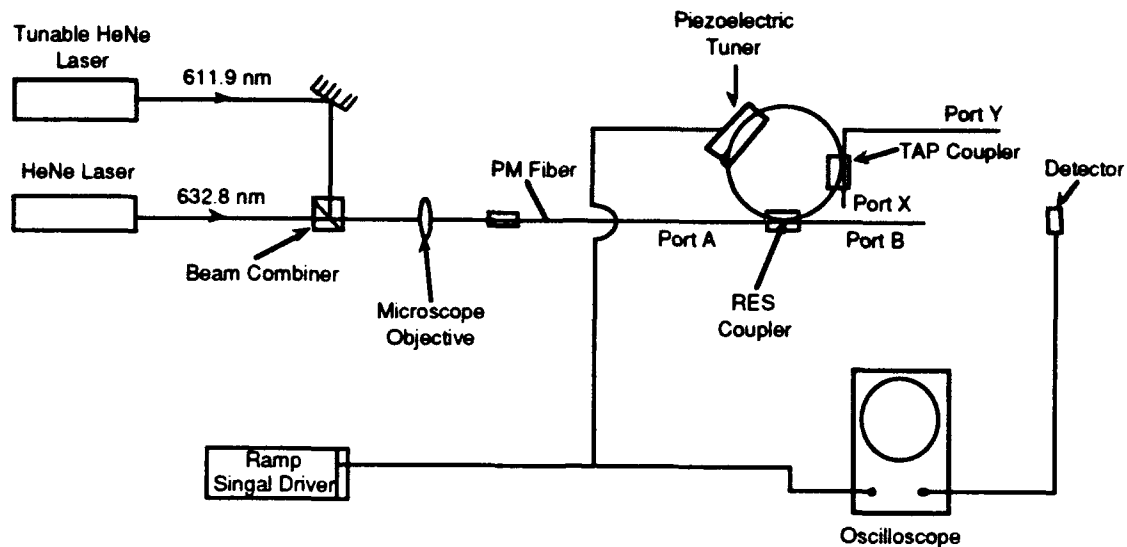 Piezoelectric
Tuner
Tunable HeNe
Laser
611.9 nm
Port Y
TAP Coupler
Detector
HeNe Laser
632.8 nm
PM Fiber
Port X
Port A
Port B
Beam Combiner
Microscope
Objective
RES
Coupler
Ramp
Singal Driver
Oscilloscope